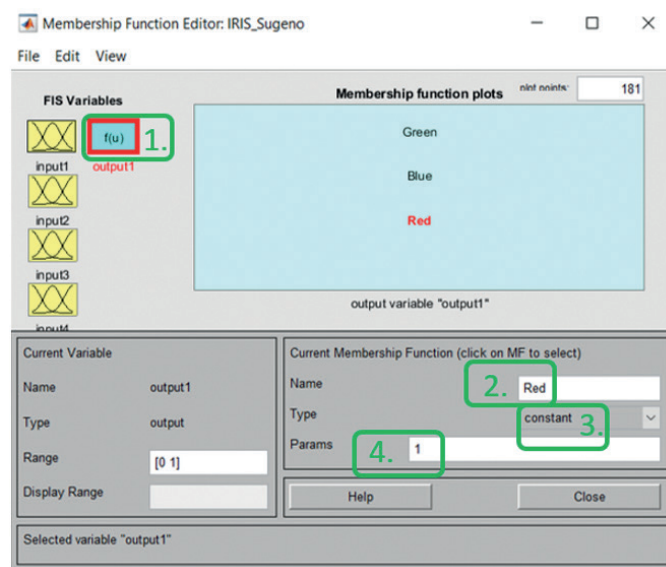 Membership Function Editor: IRIS_Sugeno
File Edit View
FIS Variables
Membership function plots
plot points:
181
f(u)
1.
input1
output1
input2
input3
input4
Green
Blue
Red
output variable "output1"
Current Variable
Name output1
Type output
Range [0 1]
Display Range
Current Membership Function (click on MF to select)
Name 2. Red
Type constant 3.
Params 4. 1
Help
Close
Selected variable "output1"